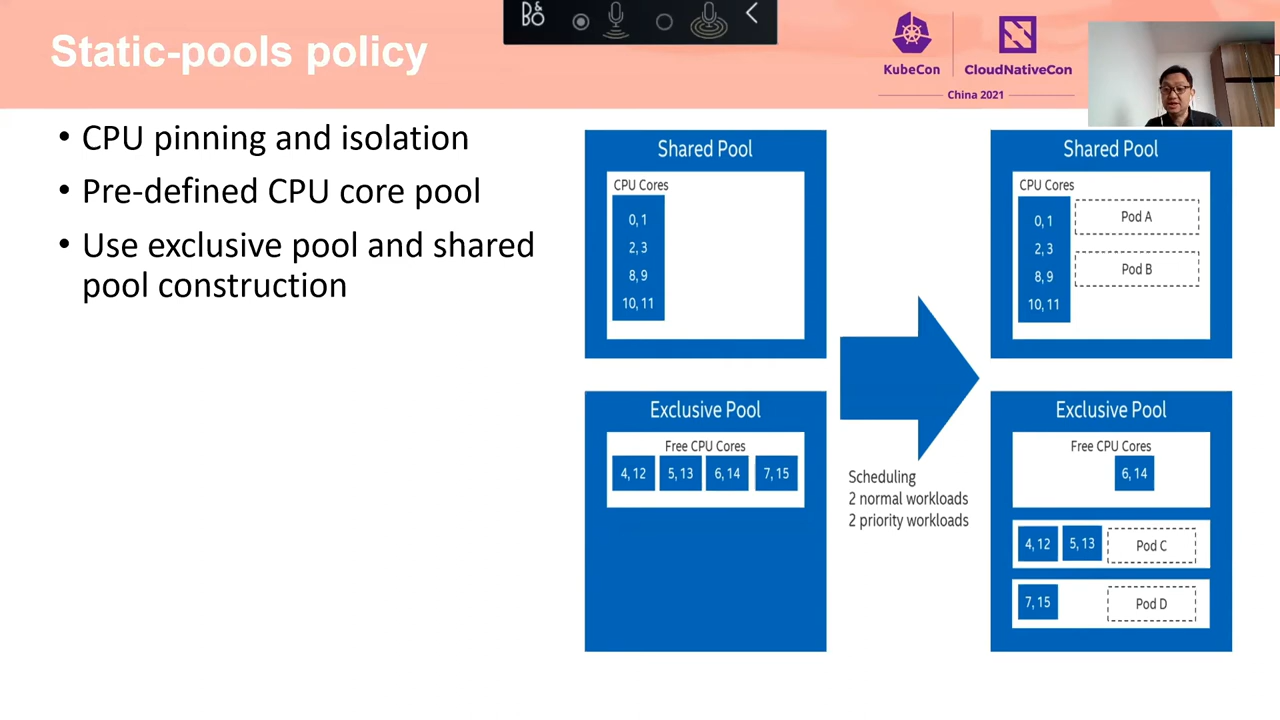 Static-pools policy
B&O
KubeCon
CloudNativeCon
China 2021
• CPU pinning and isolation
• Pre-defined CPU core pool
• Use exclusive pool and shared
pool construction
Shared Pool
CPU Cores
0, 1
2, 3
8, 9
10, 11
Exclusive Pool
Free CPU Cores
4, 12
5, 13
6, 14
7, 15
Scheduling
2 normal workloads
2 priority workloads
Shared Pool
CPU Cores
0, 1
2, 3
8, 9
10, 11
Pod A
Pod B
Exclusive Pool
Free CPU Cores
6, 14
4, 12
5, 13
Pod C
7, 15
Pod D